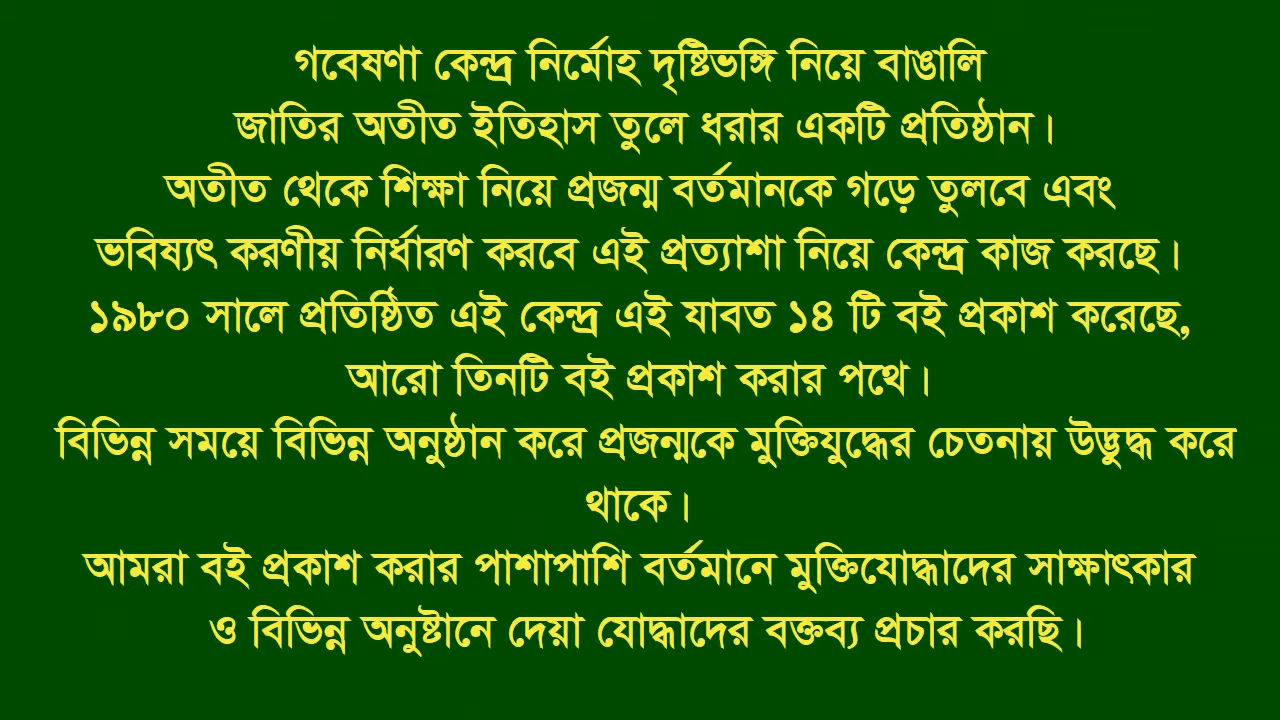 গবেষণা কেন্দ্র নির্মোহ দৃষ্টিভঙ্গি নিয়ে বাঙালি
জাতির অতীত ইতিহাস তুলে ধরার একটি প্রতিষ্ঠান।
অতীত থেকে শিক্ষা নিয়ে প্রজন্ম বর্তমানকে গড়ে তুলবে এবং
ভবিষ্যৎ করণীয় নির্ধারণ করবে এই প্রত্যাশা নিয়ে কেন্দ্র কাজ করছে।
১৯৮০ সালে প্রতিষ্ঠিত এই কেন্দ্র এই যাবত ১৪ টি বই প্রকাশ করেছে,
আরো তিনটি বই প্রকাশ করার পথে।
বিভিন্ন সময়ে বিভিন্ন অনুষ্ঠান করে প্রজন্মকে মুক্তিযুদ্ধের চেতনায় উদ্ভুদ্ধ করে
থাকে।
আমরা বই প্রকাশ করার পাশাপাশি বর্তমানে মুক্তিযোদ্ধাদের সাক্ষাৎকার
ও বিভিন্ন অনুষ্টানে দেয়া যোদ্ধাদের বক্তব্য প্রচার করছি।